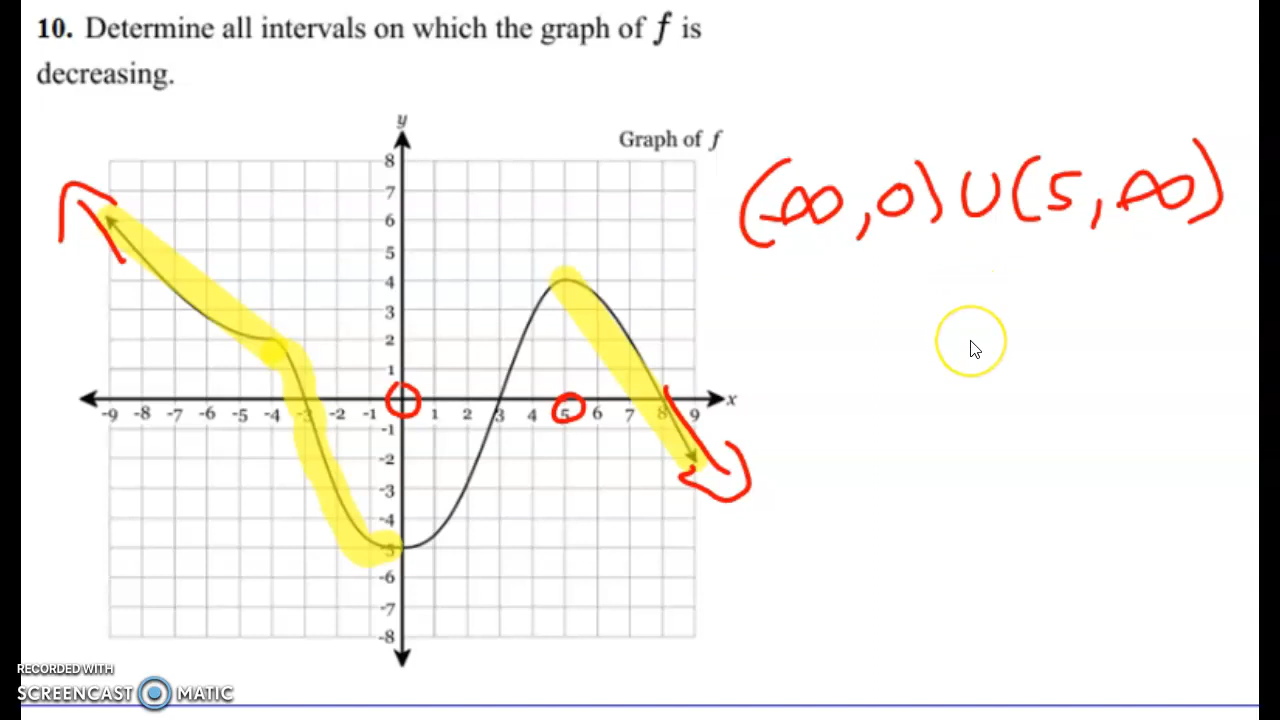 10. Determine all intervals on which the graph of f is
decreasing.
y
Graph of f
8
7
6
5
4
3
2
1
-9 -8 -7 -6 -5 -4 -3 -2 -1 1 2 3 4 5 6 7 8 9 x
-1
-2
-3
-4
-5
-6
-7
-8
(-∞, 0) U (5, ∞)
RECORDED WITH
SCREENCAST MATIC